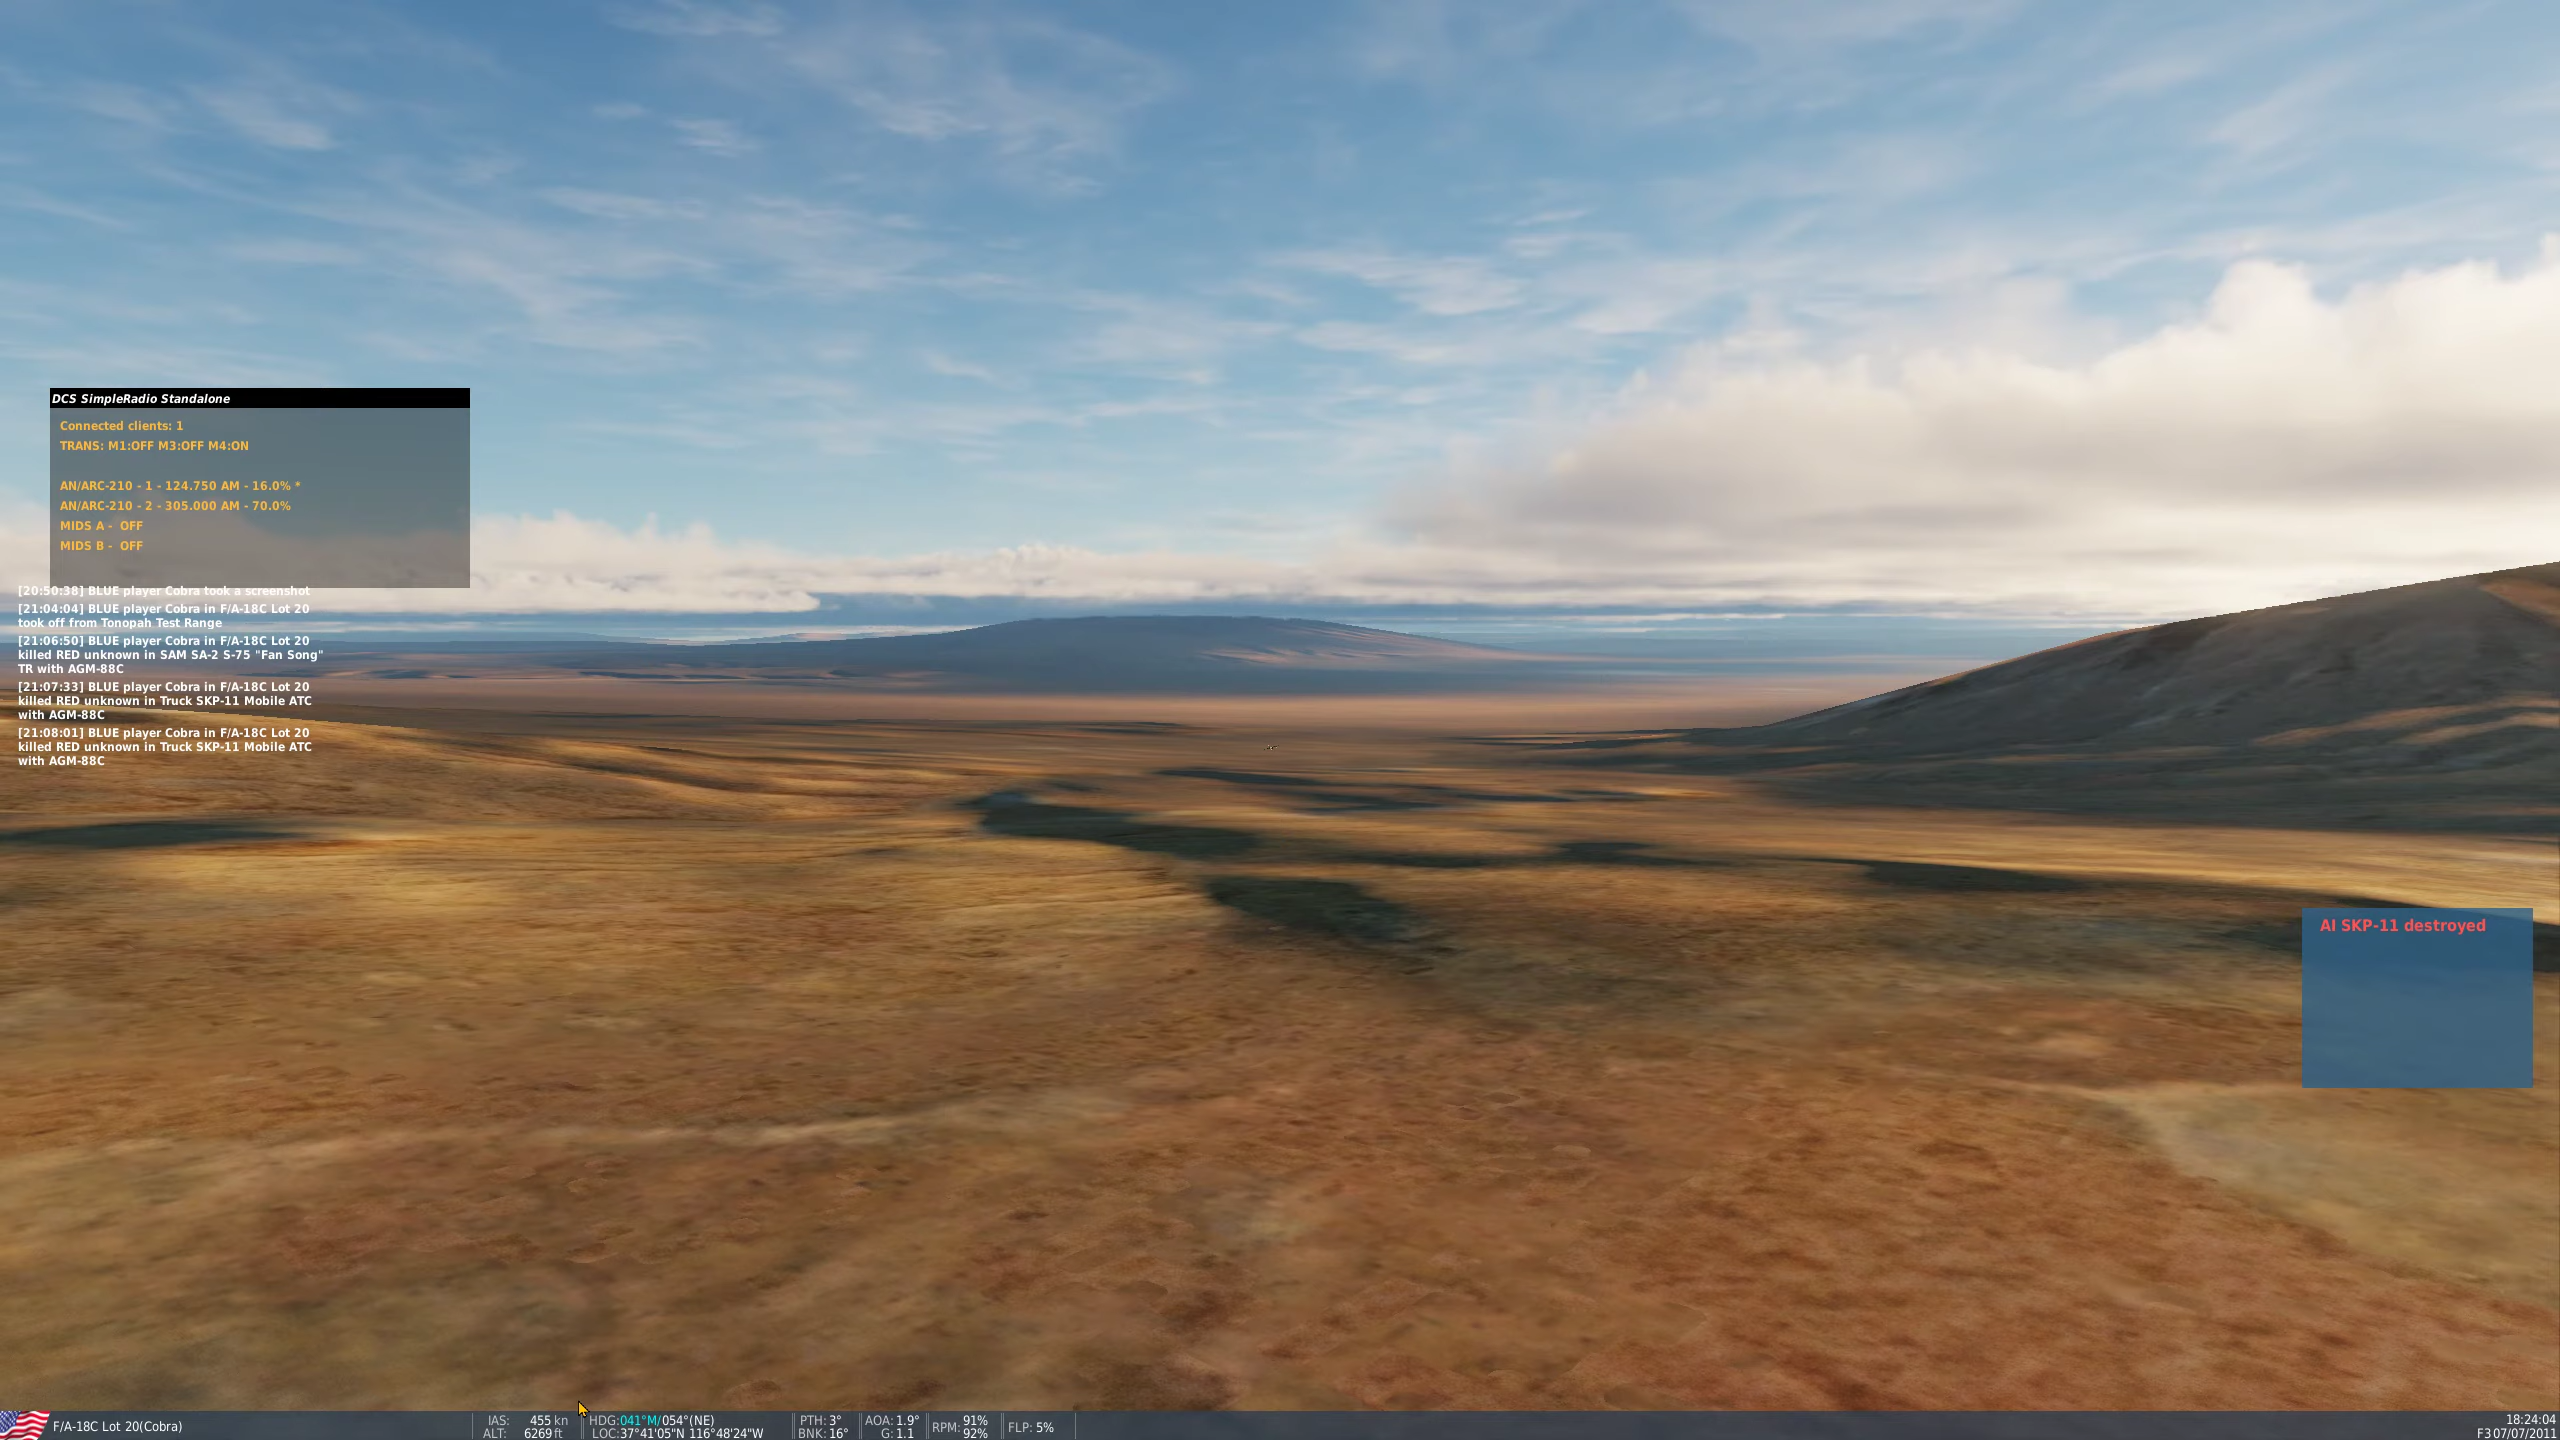 DCS SimpleRadio Standalone
Connected clients: 1
TRANS: M1:OFF M3:OFF M4:ON
AN/ARC-210 - 1 - 124.750 AM - 16.0% *
AN/ARC-210 - 2 - 305.000 AM - 70.0%
MIDS A - OFF
MIDS B - OFF
[20:50:38] BLUE player Cobra took a screenshot
[21:04:04] BLUE player Cobra in F/A-18C Lot 20
took off from Tonopah Test Range
[21:06:50] BLUE player Cobra in F/A-18C Lot 20
killed RED unknown in SAM SA-2 S-75 "Fan Song"
TR with AGM-88C
[21:07:33] BLUE player Cobra in F/A-18C Lot 20
killed RED unknown in Truck SKP-11 Mobile ATC
with AGM-88C
[21:08:01] BLUE player Cobra in F/A-18C Lot 20
killed RED unknown in Truck SKP-11 Mobile ATC
with AGM-88C
AI SKP-11 destroyed
F/A-18C Lot 20(Cobra)
IAS: 455 kn
ALT: 6269 ft
HDG:041°M/054°(NE)
LOC:37°41'05"N 116°48'24"W
PTH: 3°
BNK: 16°
AOA: 1.9°
G: 1.1
RPM: 91%
92%
FLP: 5%
18:24:04
F3 07/07/2011